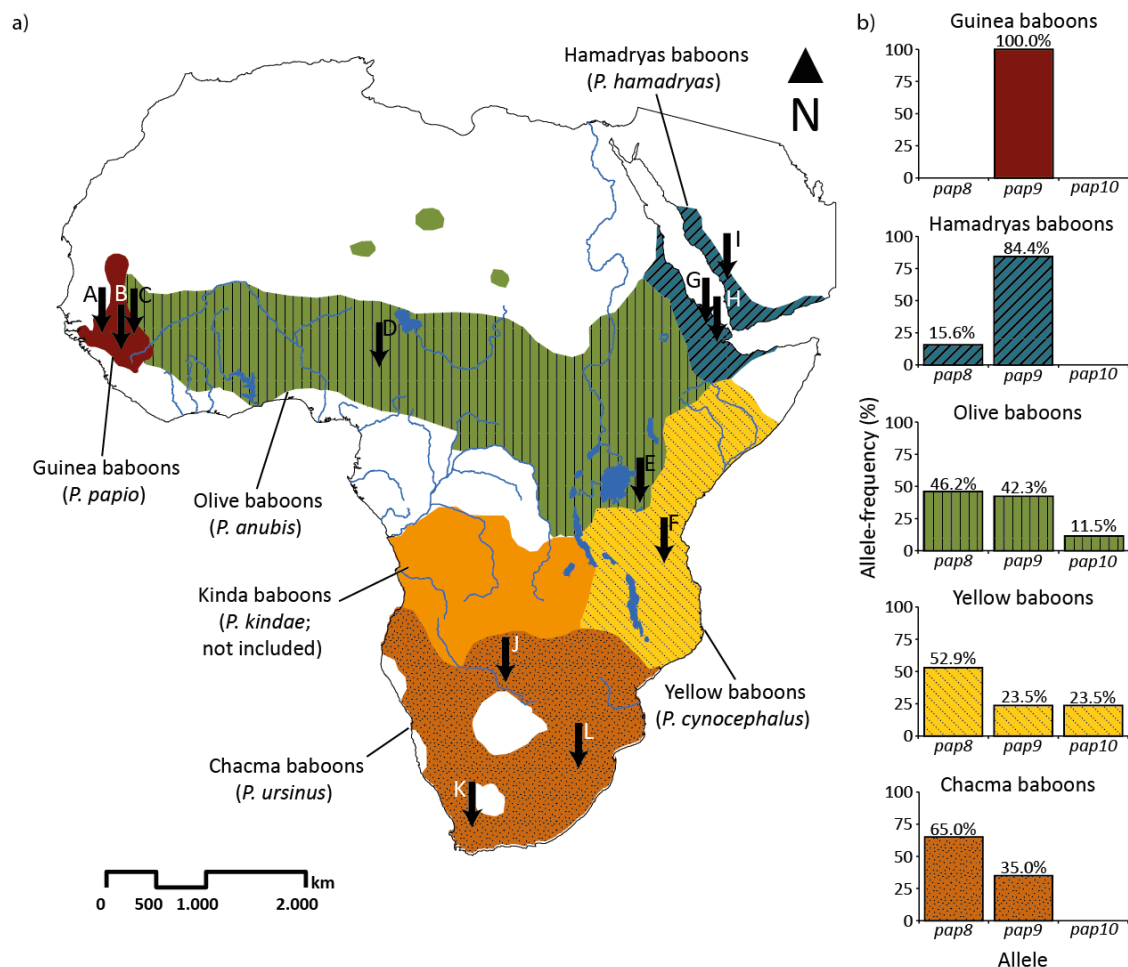 a)
Hamadryas baboons
(P. hamadryas)
N
I
G
H
A
B
C
D
E
F
Guinea baboons
(P. papio)
Olive baboons
(P. anubis)
Kinda baboons
(P. kindae;
not included)
J
Yellow baboons
(P. cynocephalus)
L
Chacma baboons
(P. ursinus)
K
km
0 500 1.000 2.000
b)
Guinea baboons
100.0%
100
75
50
25
0
pap8 pap9 pap10
Hamadryas baboons
84.4%
100
75
50
25
0
15.6%
pap8 pap9 pap10
Olive baboons
100
75
50
25
0
46.2% 42.3% 11.5%
pap8 pap9 pap10
Allele-frequency (%)
Yellow baboons
100
75
50
25
0
52.9% 23.5% 23.5%
pap8 pap9 pap10
Chacma baboons
100
75
50
25
0
65.0% 35.0%
pap8 pap9 pap10
Allele